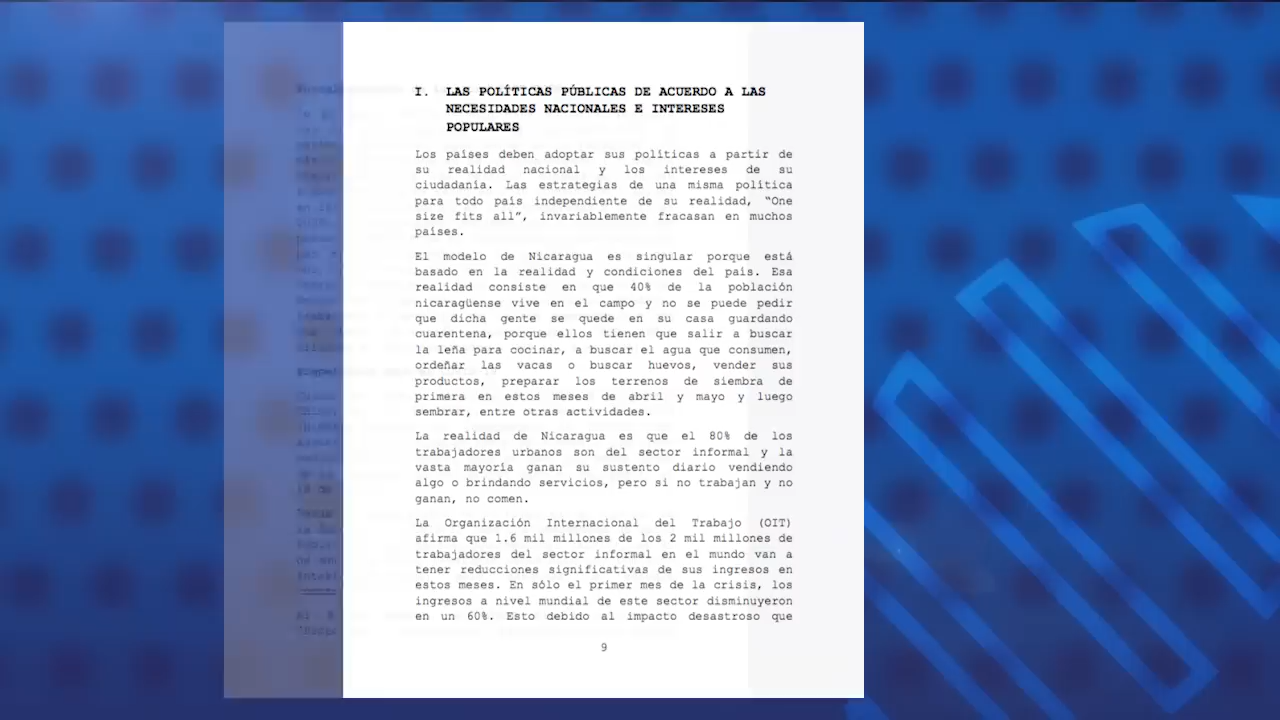 I. LAS POLÍTICAS PÚBLICAS DE ACUERDO A LAS
NECESIDADES NACIONALES E INTERESES
POPULARES
Los países deben adoptar sus políticas a partir de
su realidad nacional y los intereses de su
ciudadanía. Las estrategias de una misma política
para todo país independiente de su realidad, “One
size fits all”, invariablemente fracasan en muchos
países.
El modelo de Nicaragua es singular porque está
basado en la realidad y condiciones del país. Esa
realidad consiste en que 40% de la población
nicaragüense vive en el campo y no se puede pedir
que dicha gente se quede en su casa guardando
cuarentena, porque ellos tienen que salir a buscar
la leña para cocinar, a buscar el agua que consumen,
ordeñar las vacas o buscar huevos, vender sus
productos, preparar los terrenos de siembra de
primera en estos meses de abril y mayo y luego
sembrar, entre otras actividades.
La realidad de Nicaragua es que el 80% de los
trabajadores urbanos son del sector informal y la
vasta mayoría ganan su sustento diario vendiendo
algo o brindando servicios, pero si no trabajan y no
ganan, no comen.
La Organización Internacional del Trabajo (OIT)
afirma que 1.6 mil millones de los 2 mil millones de
trabajadores del sector informal en el mundo van a
tener reducciones significativas de sus ingresos en
estos meses. En sólo el primer mes de la crisis, los
ingresos a nivel mundial de este sector disminuyeron
en un 60%. Esto debido al impacto desastroso que
9